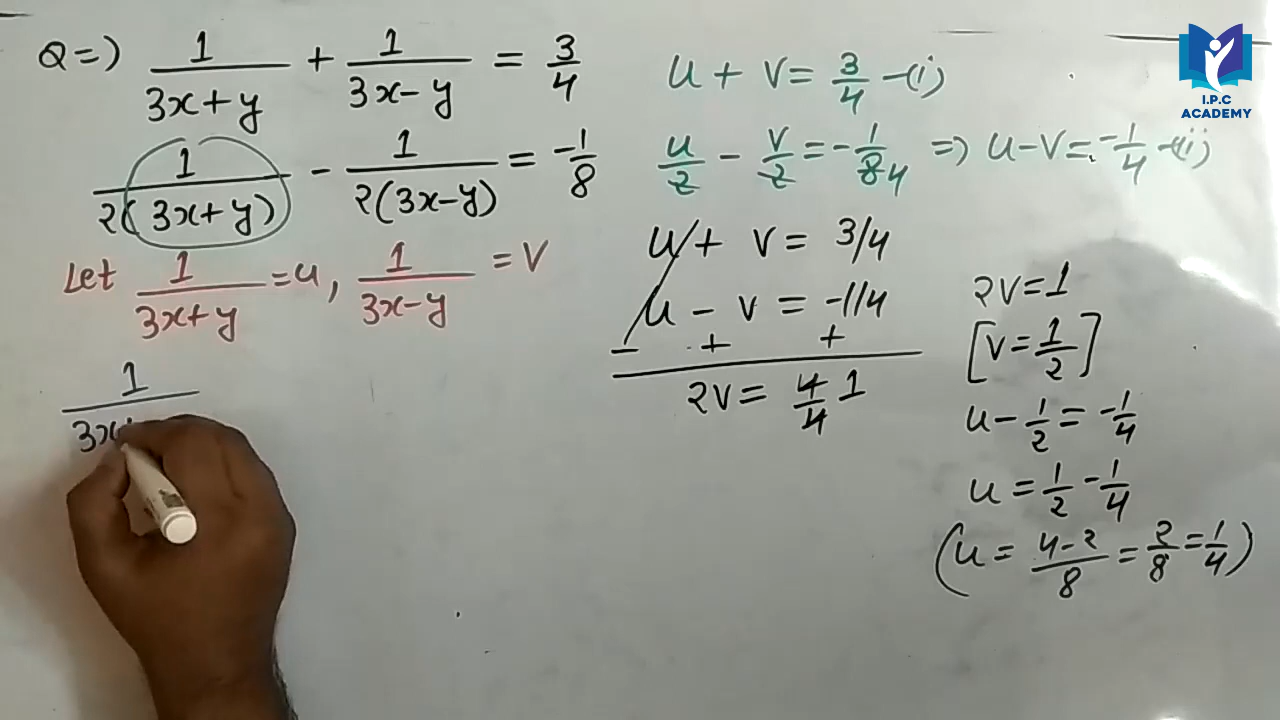 Q=) 1/(3x+y) + 1/(3x-y) = 3/4
1/(2(3x+y)) - 1/(2(3x-y)) = -1/8
Let 1/(3x+y) = u, 1/(3x-y) = V
1/3x
u + v = 3/4 -(i)
u/2 - v/2 = -1/8 4 => u-v = -1/4 -(ii)
u + v = 3/4
u - v = -1/4
- + +
2v = 4/4 1
2v=1
[v=1/2]
u - 1/2 = -1/4
u = 1/2 - 1/4
(u = (4-2)/8 = 2/8 = 1/4)
I.P.C
ACADEMY